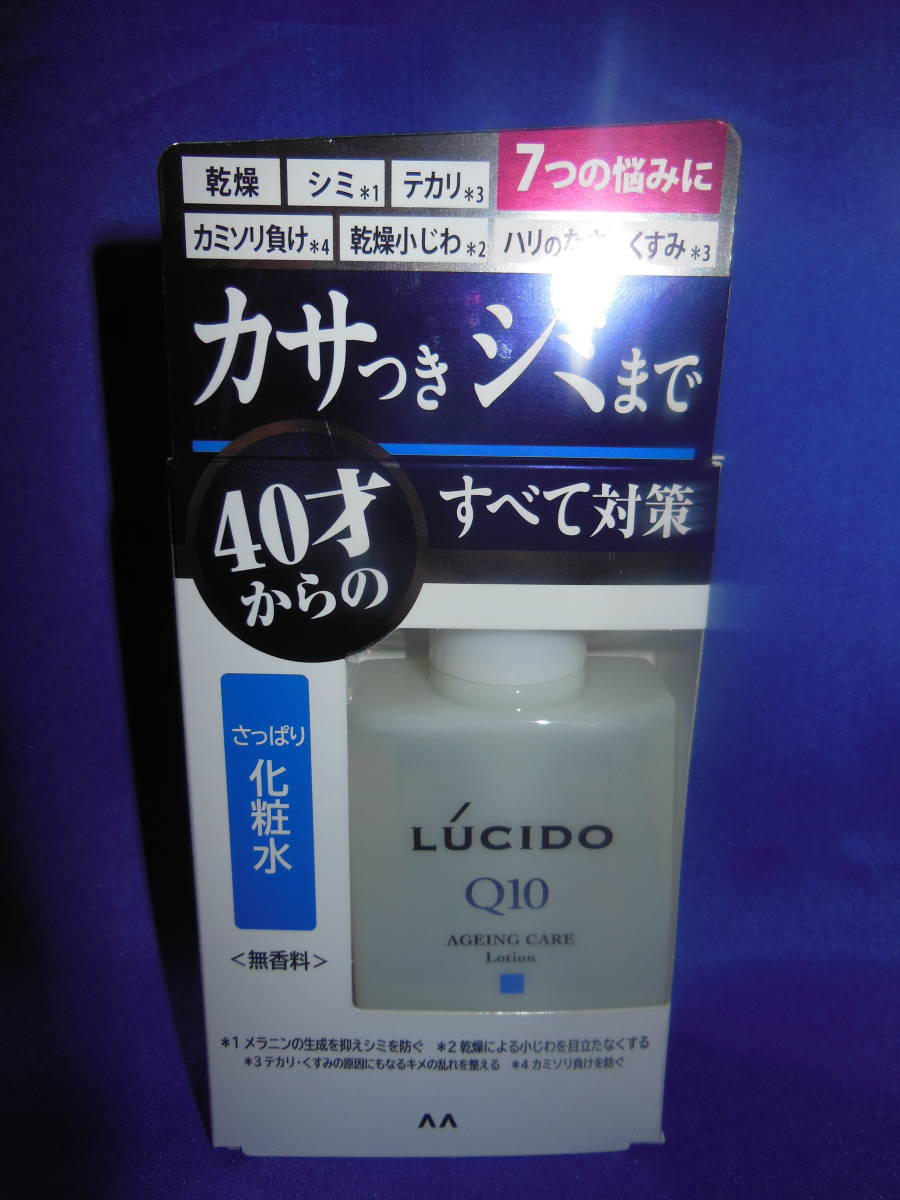 乾燥 シミ*1 テカリ*3 7つの悩みに
カミソリ負け*4 乾燥小じわ*2 ハリの くすみ*3
カサつき シミまで
40才からの
すべて対策
さっぱり
化粧水
<無香料>
LÚCIDO
Q10
AGEING CARE
Lotion
*1 メラニンの生成を抑えシミを防ぐ *2 乾燥による小じわを目立たなくする
*3 テカリ・くすみの原因にもなるキメの乱れを整える *4 カミソリ負けを防ぐ